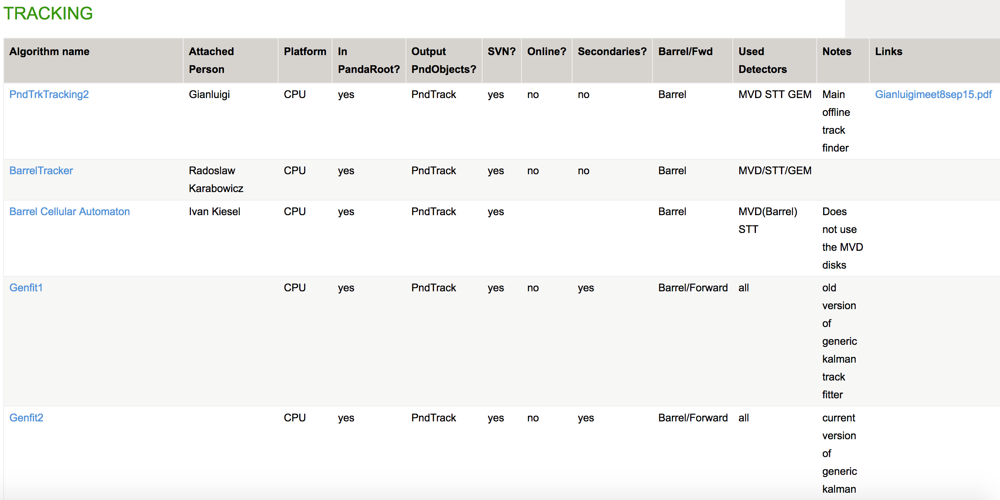 TRACKING
Algorithm name Attached Person Platform In PandaRoot? Output PndObjects? SVN? Online? Secondaries? Barrel/Fwd Used Detectors Notes Links
PndTrkTracking2 Gianluigi CPU yes PndTrack yes no no Barrel MVD STT GEM Main offline track finder Gianluigimeet8sep15.pdf
BarrelTracker Radoslaw Karabowicz CPU yes PndTrack yes no no Barrel MVD/STT/GEM
Barrel Cellular Automaton Ivan Kiesel CPU yes PndTrack yes Barrel MVD(Barrel) STT Does not use the MVD disks
Genfit1 CPU yes PndTrack yes no yes Barrel/Forward all old version of generic kalman track fitter
Genfit2 CPU yes PndTrack yes no yes Barrel/Forward all current version of generic kalman